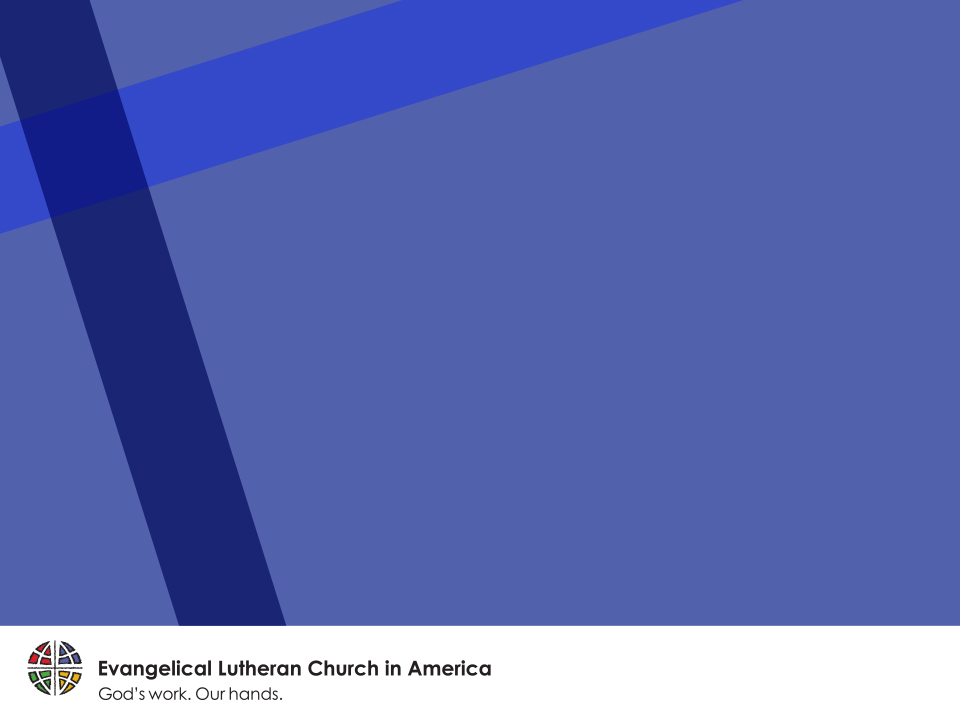 Evangelical Lutheran Church in America
God's work. Our hands.